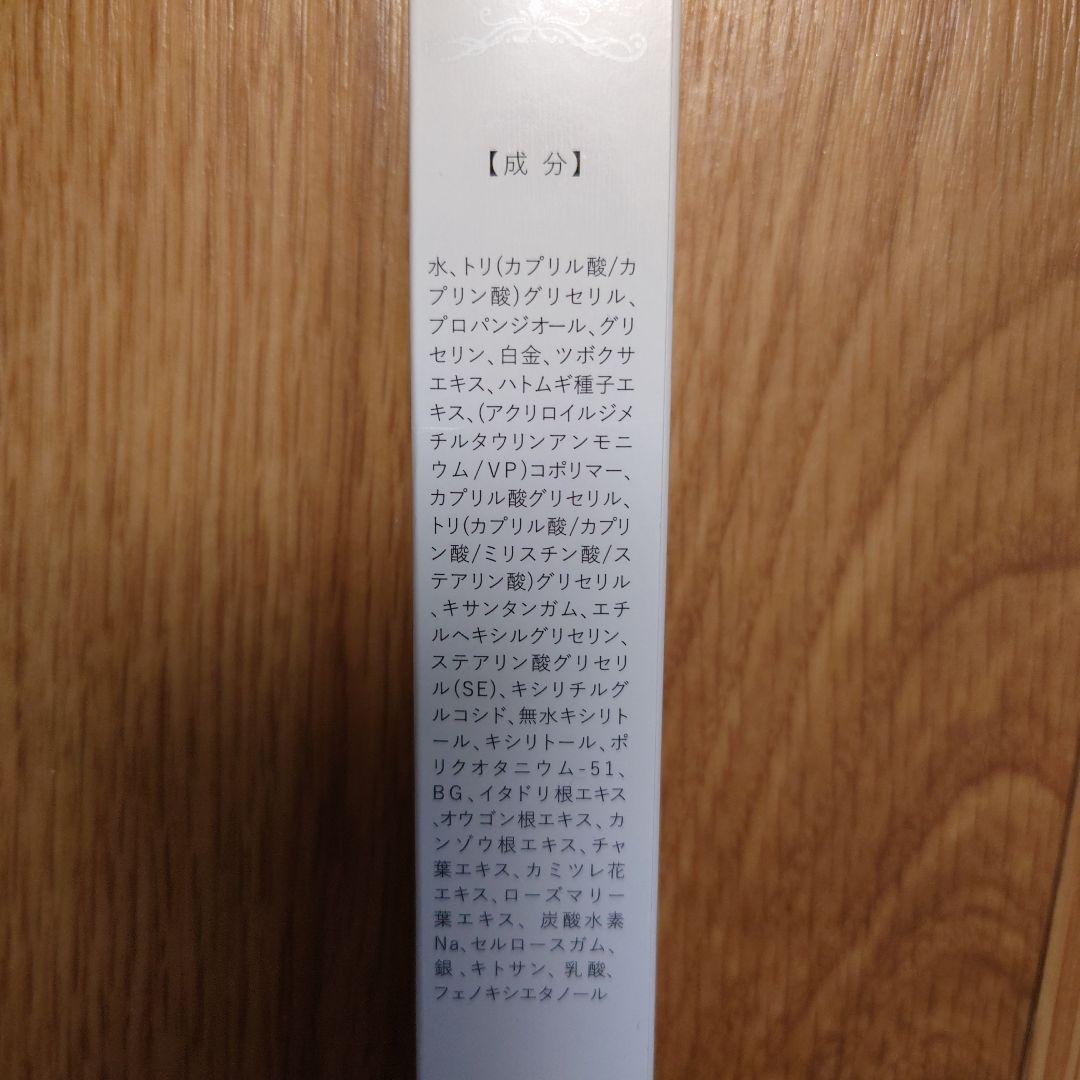 【成 分】
水、トリ(カプリル酸/カ
プリン酸)グリセリル、
プロパンジオール、グリ
セリン、白金、ツボクサ
エキス、ハトムギ種子エ
キス、(アクリロイルジメ
チルタウリンアンモニ
ウム/VP)コポリマー、
カプリル酸グリセリル、
トリ(カプリル酸/カプリ
ン酸/ミリスチン酸/ス
テアリン酸)グリセリル
、キサンタンガム、エチ
ルヘキシルグリセリン、
ステアリン酸グリセリ
ル(SE)、キシリチルグ
ルコシド、無水キシリト
ール、キシリトール、ポ
リクオタニウム-51、
BG、イタドリ根エキス
、オウゴン根エキス、カ
ンゾウ根エキス、チャ
葉エキス、カミツレ花
エキス、ローズマリー
葉エキス、炭酸水素
Na、セルロースガム、
銀、キトサン、乳酸、
フェノキシエタノール